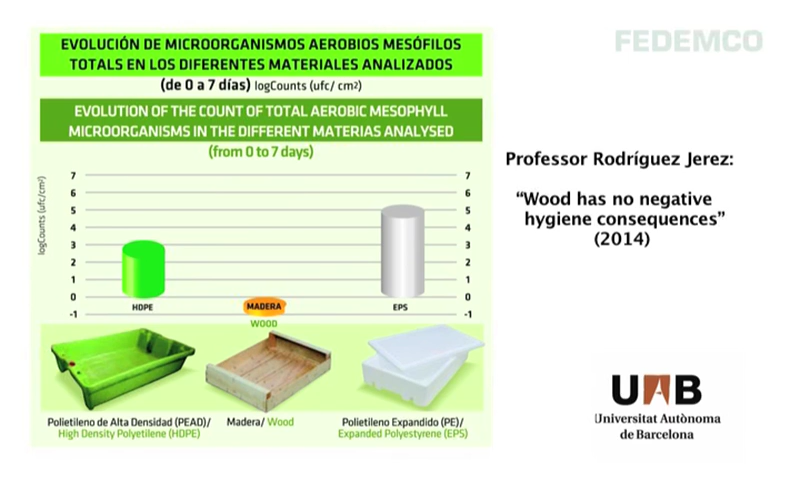 FEDEMCO
EVOLUCIÓN DE MICROORGANISMOS AEROBIOS MESÓFILOS
TOTALS EN LOS DIFERENTES MATERIALES ANALIZADOS
(de 0 a 7 días) logCounts (ufc/ cm²)
EVOLUTION OF THE COUNT OF TOTAL AEROBIC MESOPHYLL
MICROORGANISMS IN THE DIFFERENT MATERIAS ANALYSED
(from 0 to 7 days)
logCounts (ufc/cm²)
7 7
6 6
5 5
4 4
3 3
2 2
1 1
0 0
-1 -1
HDPE
MADERA
WOOD
EPS
Polietileno de Alta Densidad (PEAD)/
High Density Polyetilene (HDPE)
Madera/ Wood
Polietileno Expandido (PE)/
Expanded Polyestyrene (EPS)
Professor Rodríguez Jerez:
“Wood has no negative
hygiene consequences”
(2014)
UAB
Universitat Autònoma
de Barcelona